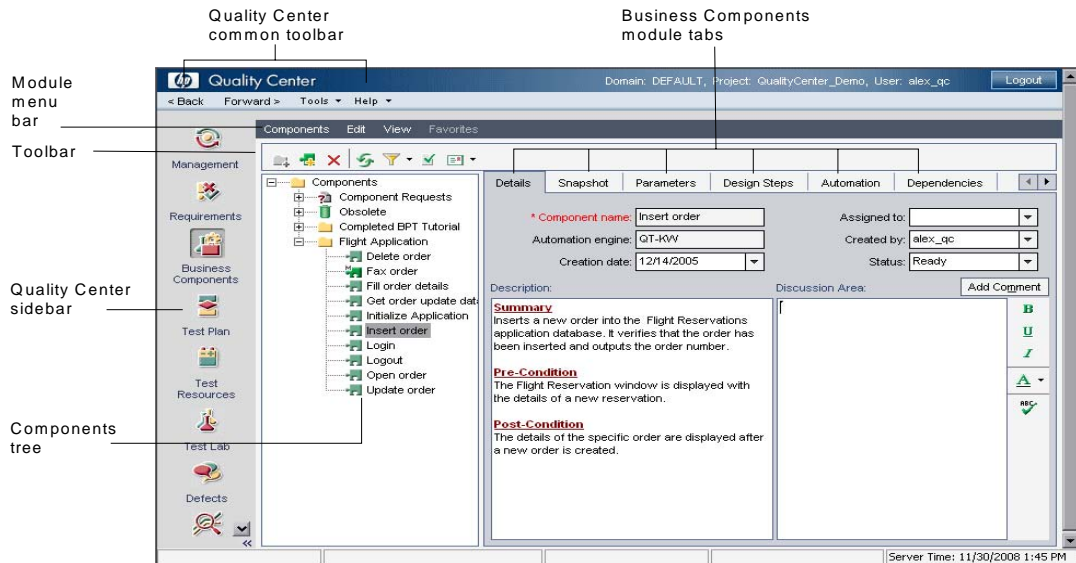 Quality Center
common toolbar
Business Components
module tabs
Module
menu
bar
Toolbar
Quality Center
sidebar
Components
tree
hp Quality Center
Domain: DEFAULT, Project: QualityCenter_Demo, User: alex_qc
Logout
< Back Forward > Tools Help
Components Edit View Favorites
Management
Requirements
Business
Components
Test Plan
Test
Resources
Test Lab
Defects
Components
Component Requests
Obsolete
Completed BPT Tutorial
Flight Application
Delete order
Fax order
Fill order details
Get order update dat
Initialize Application
Insert order
Login
Logout
Open order
Update order
Details Snapshot Parameters Design Steps Automation Dependencies
* Component name: Insert order
Assigned to:
Automation engine: QT-KW
Created by: alex_qc
Creation date: 12/14/2005
Status: Ready
Description:
Discussion Area:
Add Comment
Summary
Inserts a new order into the Flight Reservations
application database. It verifies that the order has
been inserted and outputs the order number.
Pre-Condition
The Flight Reservation window is displayed with
the details of a new reservation.
Post-Condition
The details of the specific order are displayed after
a new order is created.
B
U
I
A
ABC
Server Time: 11/30/2008 1:45 PM